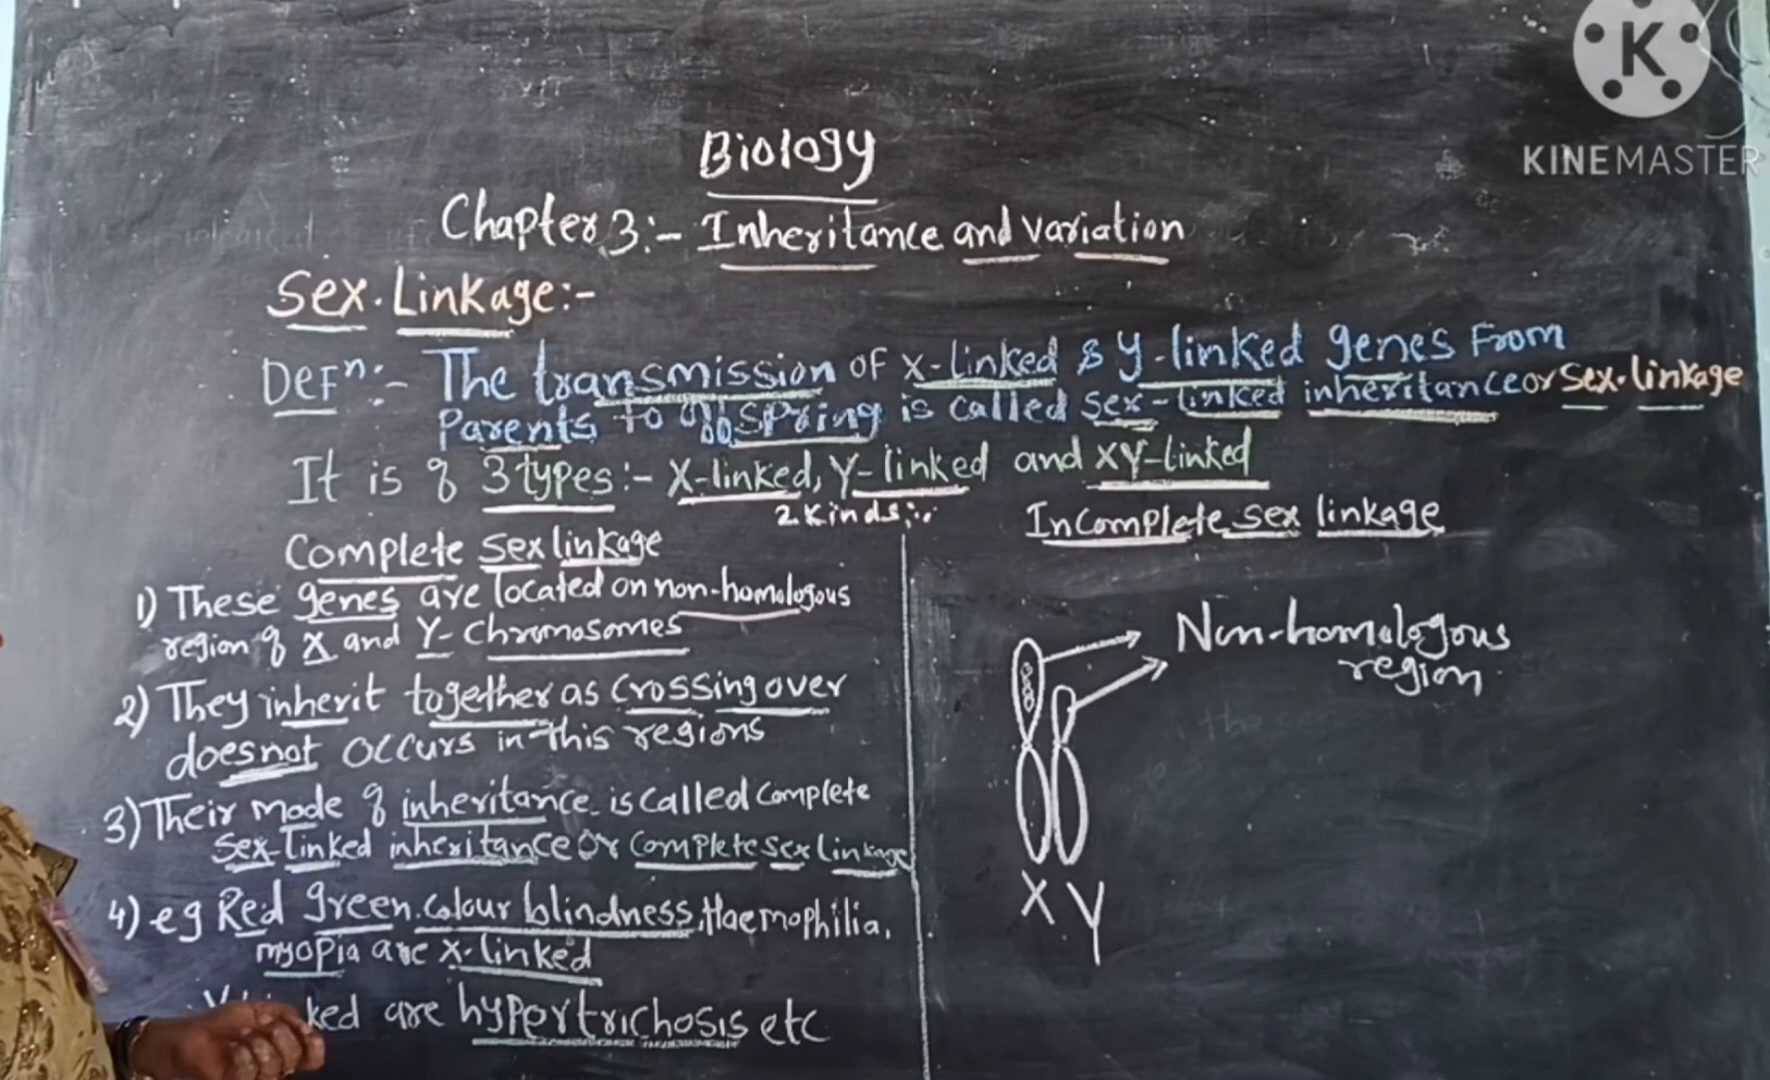 K
KINEMASTER
Biology
Chapter 3:- Inheritance and variation
Sex-Linkage:-
Defⁿ:- The transmission of X-linked & Y-linked genes from
Parents to offspring is called sex-linked inheritance or sex-linkage
It is of 3 types:- X-linked, Y-linked and XY-linked
2 Kinds:-
Complete sex linkage
1) These genes are located on non-homologous
region of X and Y- Chromosomes
2) They inherit together as crossing over
does not occurs in this regions
3) Their mode of inheritance is called complete
sex-linked inheritance or complete sex linkage
4) eg Red green colour blindness, Haemophilia,
myopia are X-linked
ked are hypertrichosis etc
Incomplete sex linkage
Non-homologous
region
X Y